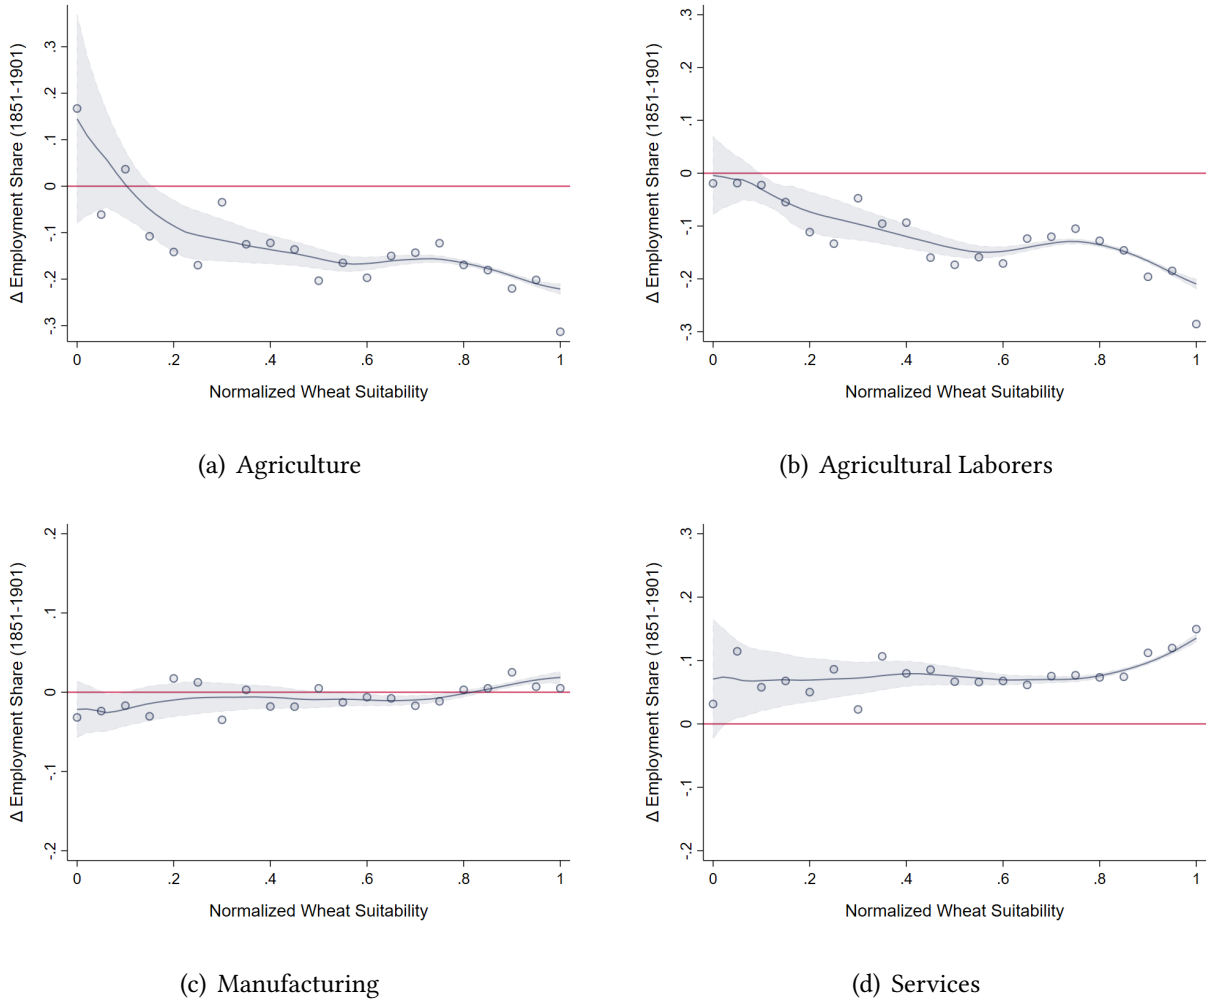 Δ Employment Share (1851-1901)
.3
.2
.1
0
-.1
-.2
-.3
0 .2 .4 .6 .8 1
Normalized Wheat Suitability
(a) Agriculture
Δ Employment Share (1851-1901)
.3
.2
.1
0
-.1
-.2
-.3
0 .2 .4 .6 .8 1
Normalized Wheat Suitability
(b) Agricultural Laborers
Δ Employment Share (1851-1901)
.2
.1
0
-.1
-.2
0 .2 .4 .6 .8 1
Normalized Wheat Suitability
(c) Manufacturing
Δ Employment Share (1851-1901)
.3
.2
.1
0
-.1
-.2
0 .2 .4 .6 .8 1
Normalized Wheat Suitability
(d) Services